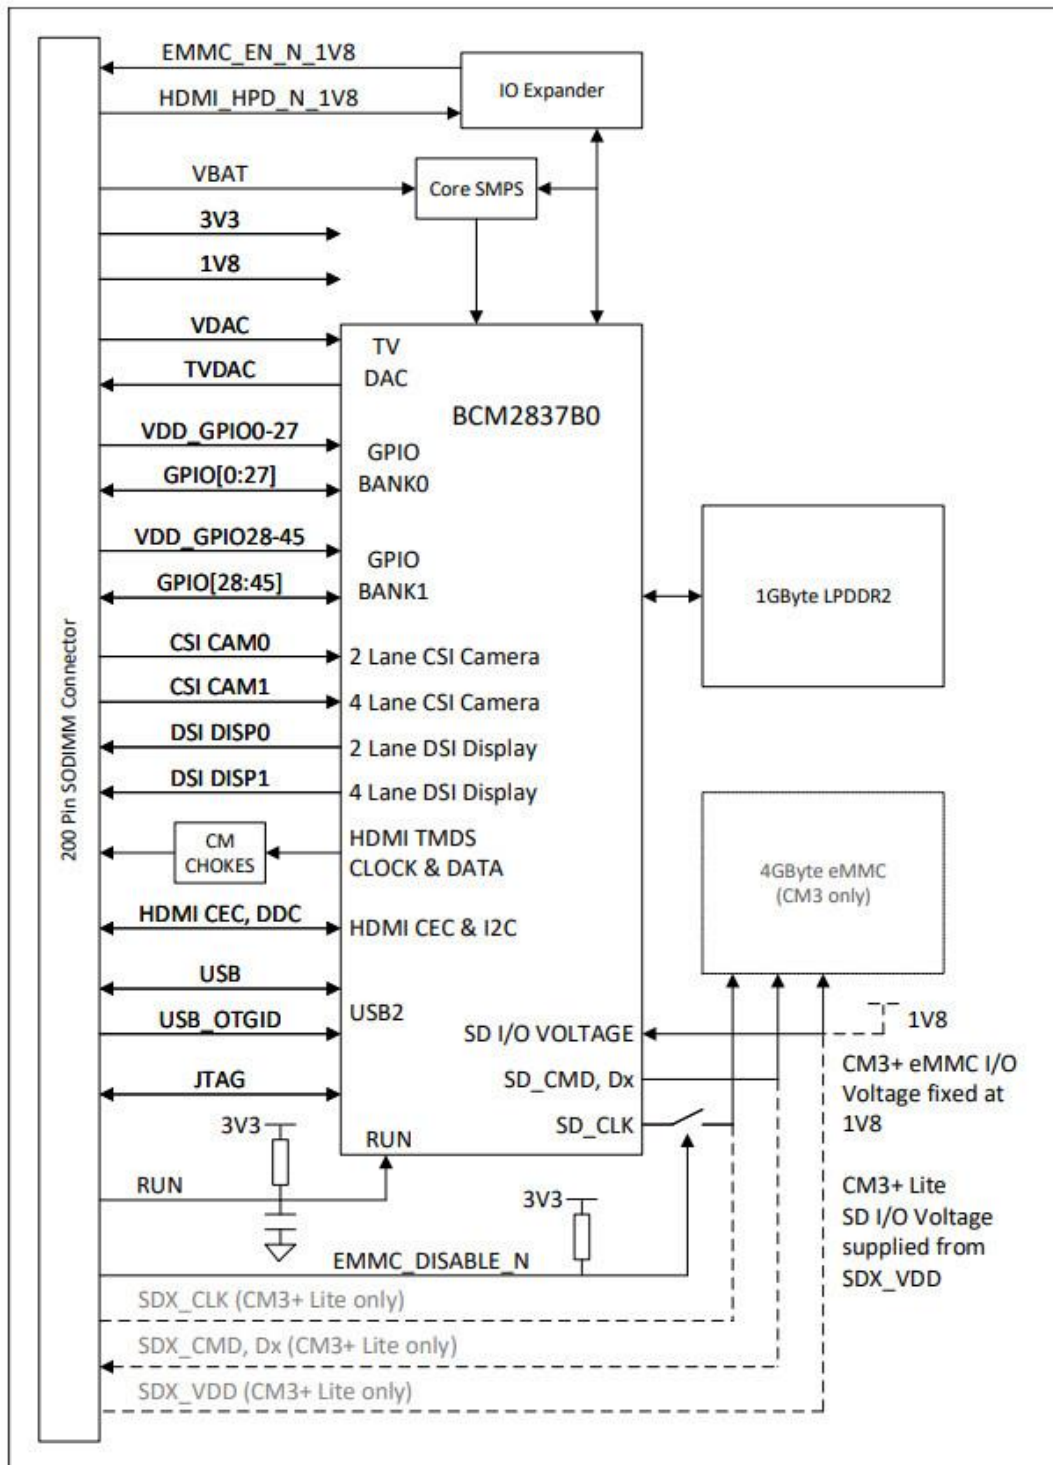 EMMC_EN_N_1V8
IO Expander
HDMI_HPD_N_1V8
VBAT
Core SMPS
3V3
1V8
VDAC
TV
DAC
TVDAC
BCM2837B0
VDD_GPIO0-27
GPIO
BANK0
GPIO[0:27]
VDD_GPIO28-45
GPIO
BANK1
GPIO[28:45]
1GByte LPDDR2
200 Pin SODIMM Connector
CSI CAM0
2 Lane CSI Camera
CSI CAM1
4 Lane CSI Camera
DSI DISP0
2 Lane DSI Display
DSI DISP1
4 Lane DSI Display
CM
CHOKES
HDMI TMDS
CLOCK & DATA
4GByte eMMC
(CM3 only)
HDMI CEC, DDC
HDMI CEC & I2C
USB
USB2
USB_OTGID
SD I/O VOLTAGE
1V8
CM3+ eMMC I/O
Voltage fixed at
1V8
JTAG
SD_CMD, Dx
SD_CLK
3V3
RUN
RUN
3V3
CM3+ Lite
SD I/O Voltage
supplied from
SDX_VDD
EMMC_DISABLE_N
SDX_CLK (CM3+ Lite only)
SDX_CMD, Dx (CM3+ Lite only)
SDX_VDD (CM3+ Lite only)